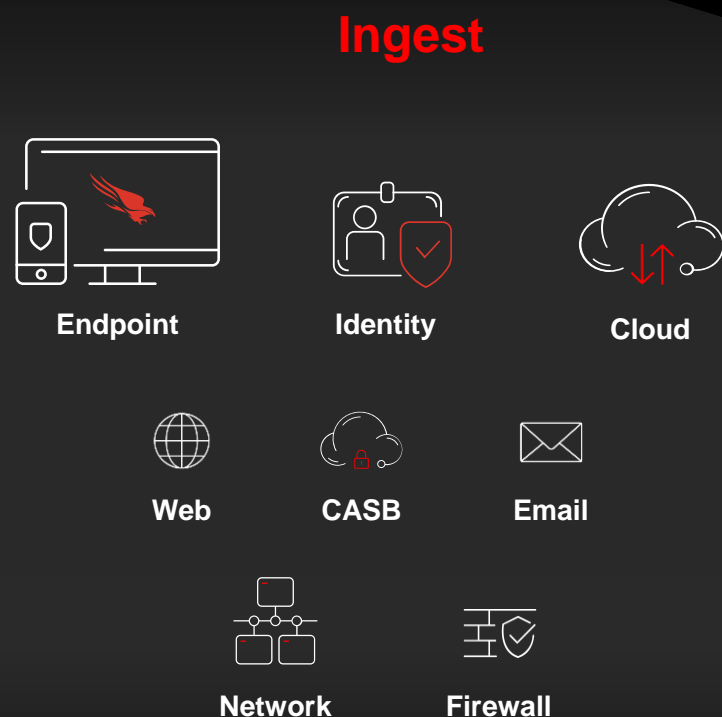 Ingest
Endpoint
Identity
Cloud
Web
CASB
Email
Network
Firewall